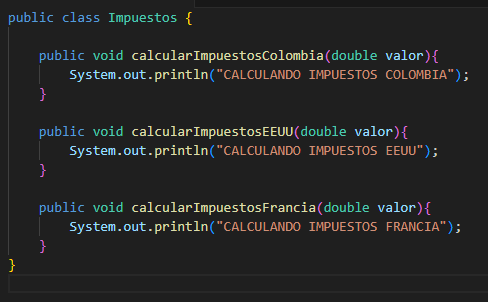 public class Impuestos {
public void calcularImpuestosColombia(double valor){
System.out.println("CALCULANDO IMPUESTOS COLOMBIA");
}
public void calcularImpuestosEEUU(double valor){
System.out.println("CALCULANDO IMPUESTOS EEUU");
}
public void calcularImpuestosFrancia(double valor){
System.out.println("CALCULANDO IMPUESTOS FRANCIA");
}
}